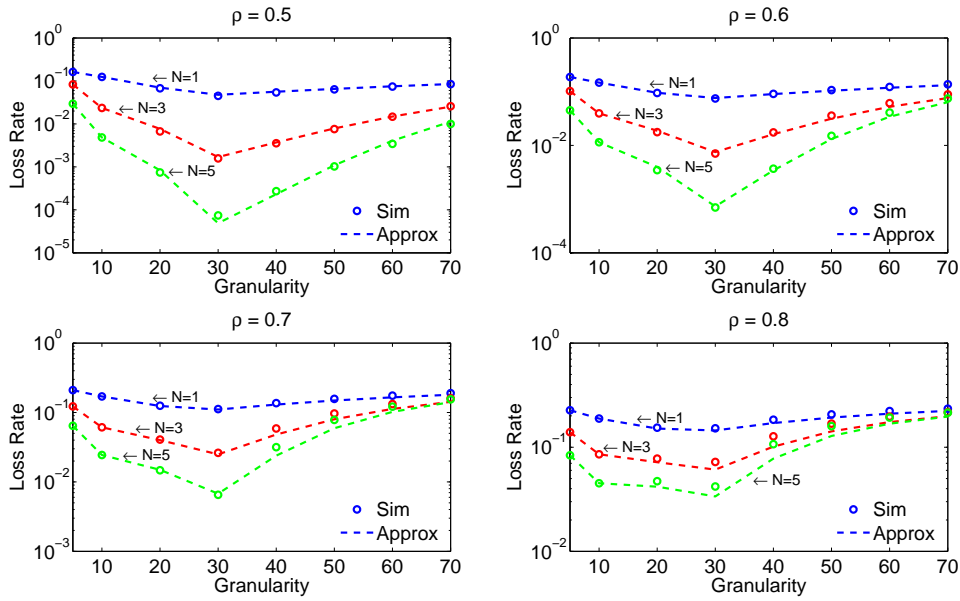 ρ = 0.5
10^0
10^-1
10^-2
10^-3
10^-4
10^-5
Loss Rate
← N=1
← N=3
← N=5
Sim
Approx
10 20 30 40 50 60 70
Granularity
ρ = 0.6
10^0
10^-2
10^-4
Loss Rate
← N=1
← N=3
← N=5
Sim
Approx
10 20 30 40 50 60 70
Granularity
ρ = 0.7
10^0
10^-1
10^-2
10^-3
Loss Rate
← N=1
← N=3
← N=5
Sim
Approx
10 20 30 40 50 60 70
Granularity
ρ = 0.8
10^0
10^-1
10^-2
Loss Rate
← N=1
← N=3
← N=5
Sim
Approx
10 20 30 40 50 60 70
Granularity